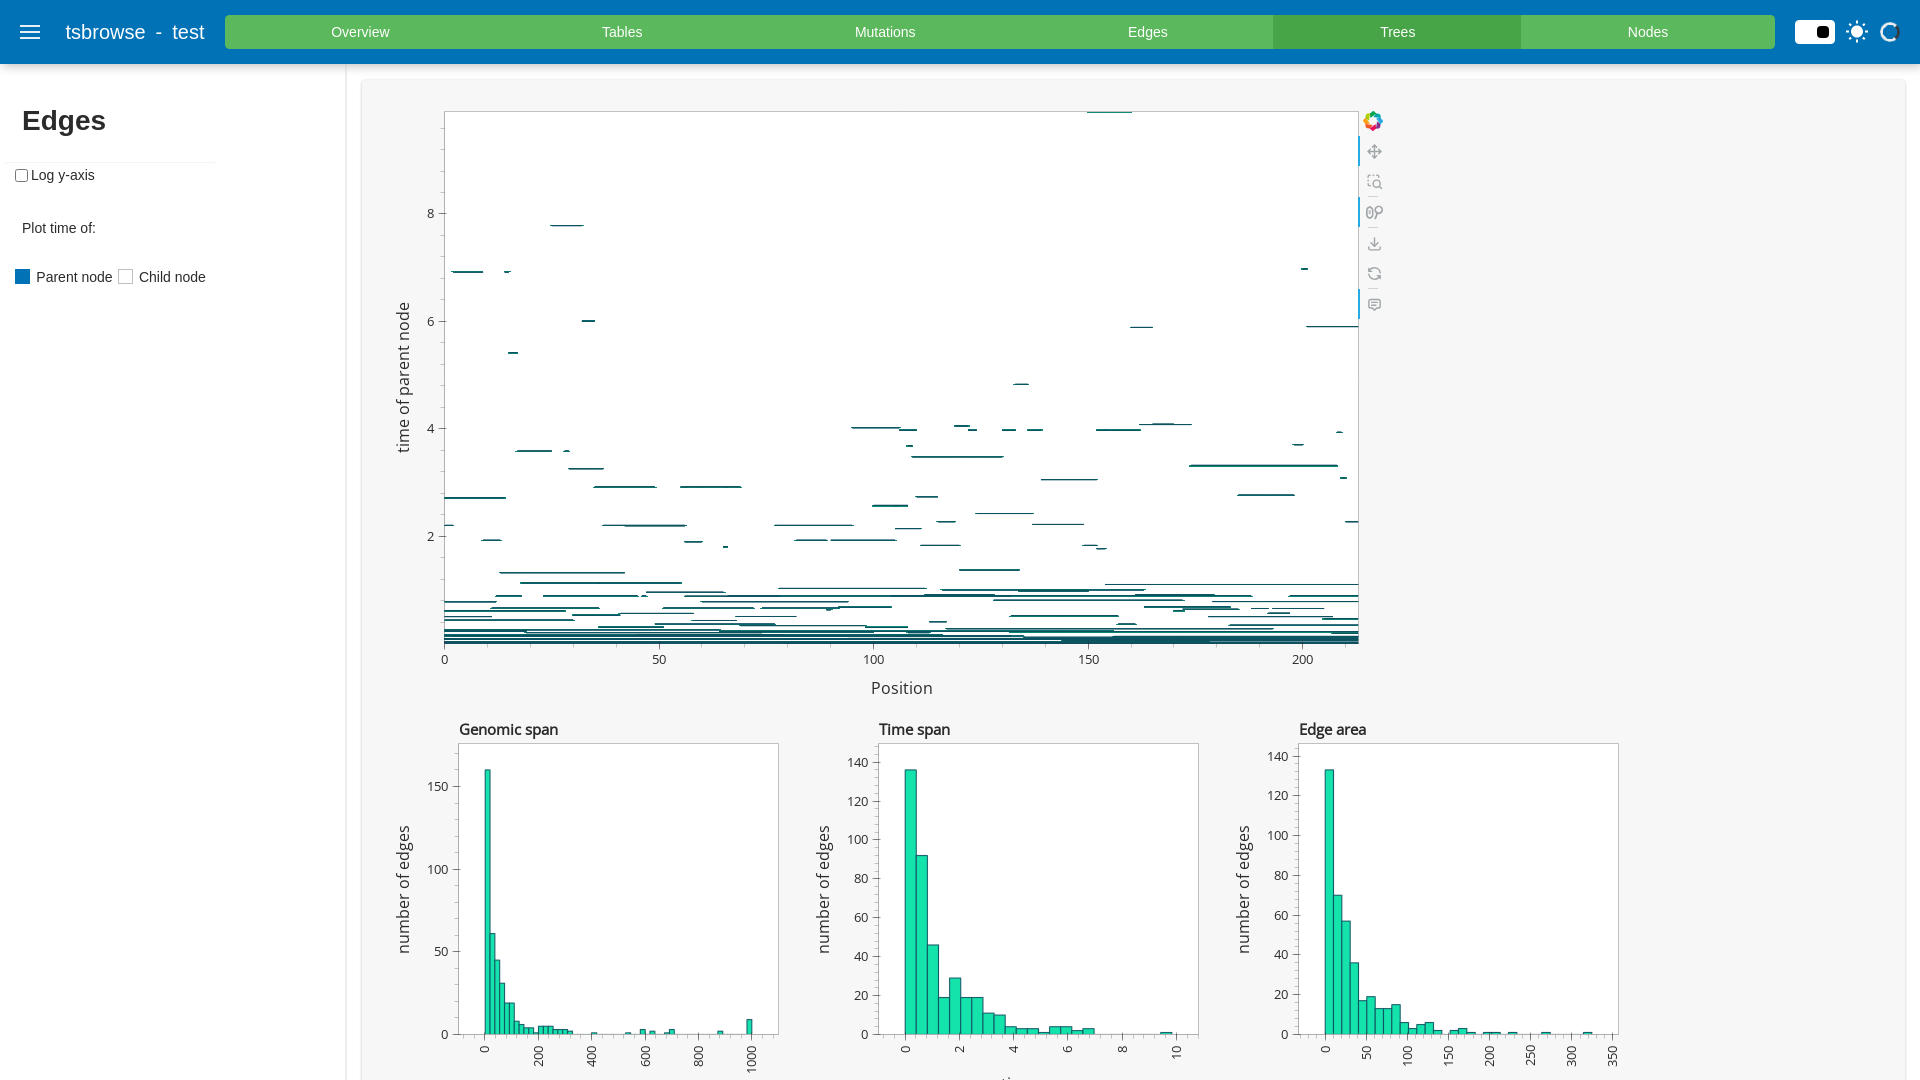 tsbrowse - test
Overview
Tables
Mutations
Edges
Trees
Nodes
Edges
Log y-axis
Plot time of:
Parent node
Child node
time of parent node
8
6
4
2
0
50
100
150
200
Position
Genomic span
number of edges
150
100
50
0
0
200
400
600
800
1000
Time span
number of edges
140
120
100
80
60
40
20
0
0
2
4
6
8
10
Edge area
number of edges
140
120
100
80
60
40
20
0
0
50
100
150
200
250
300
350